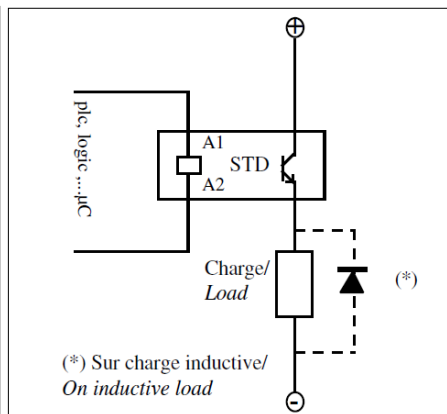 +
plc, logic ...µC
A1
STD
A2
Charge/
Load
(*)
(*) Sur charge inductive/
On inductive load
-